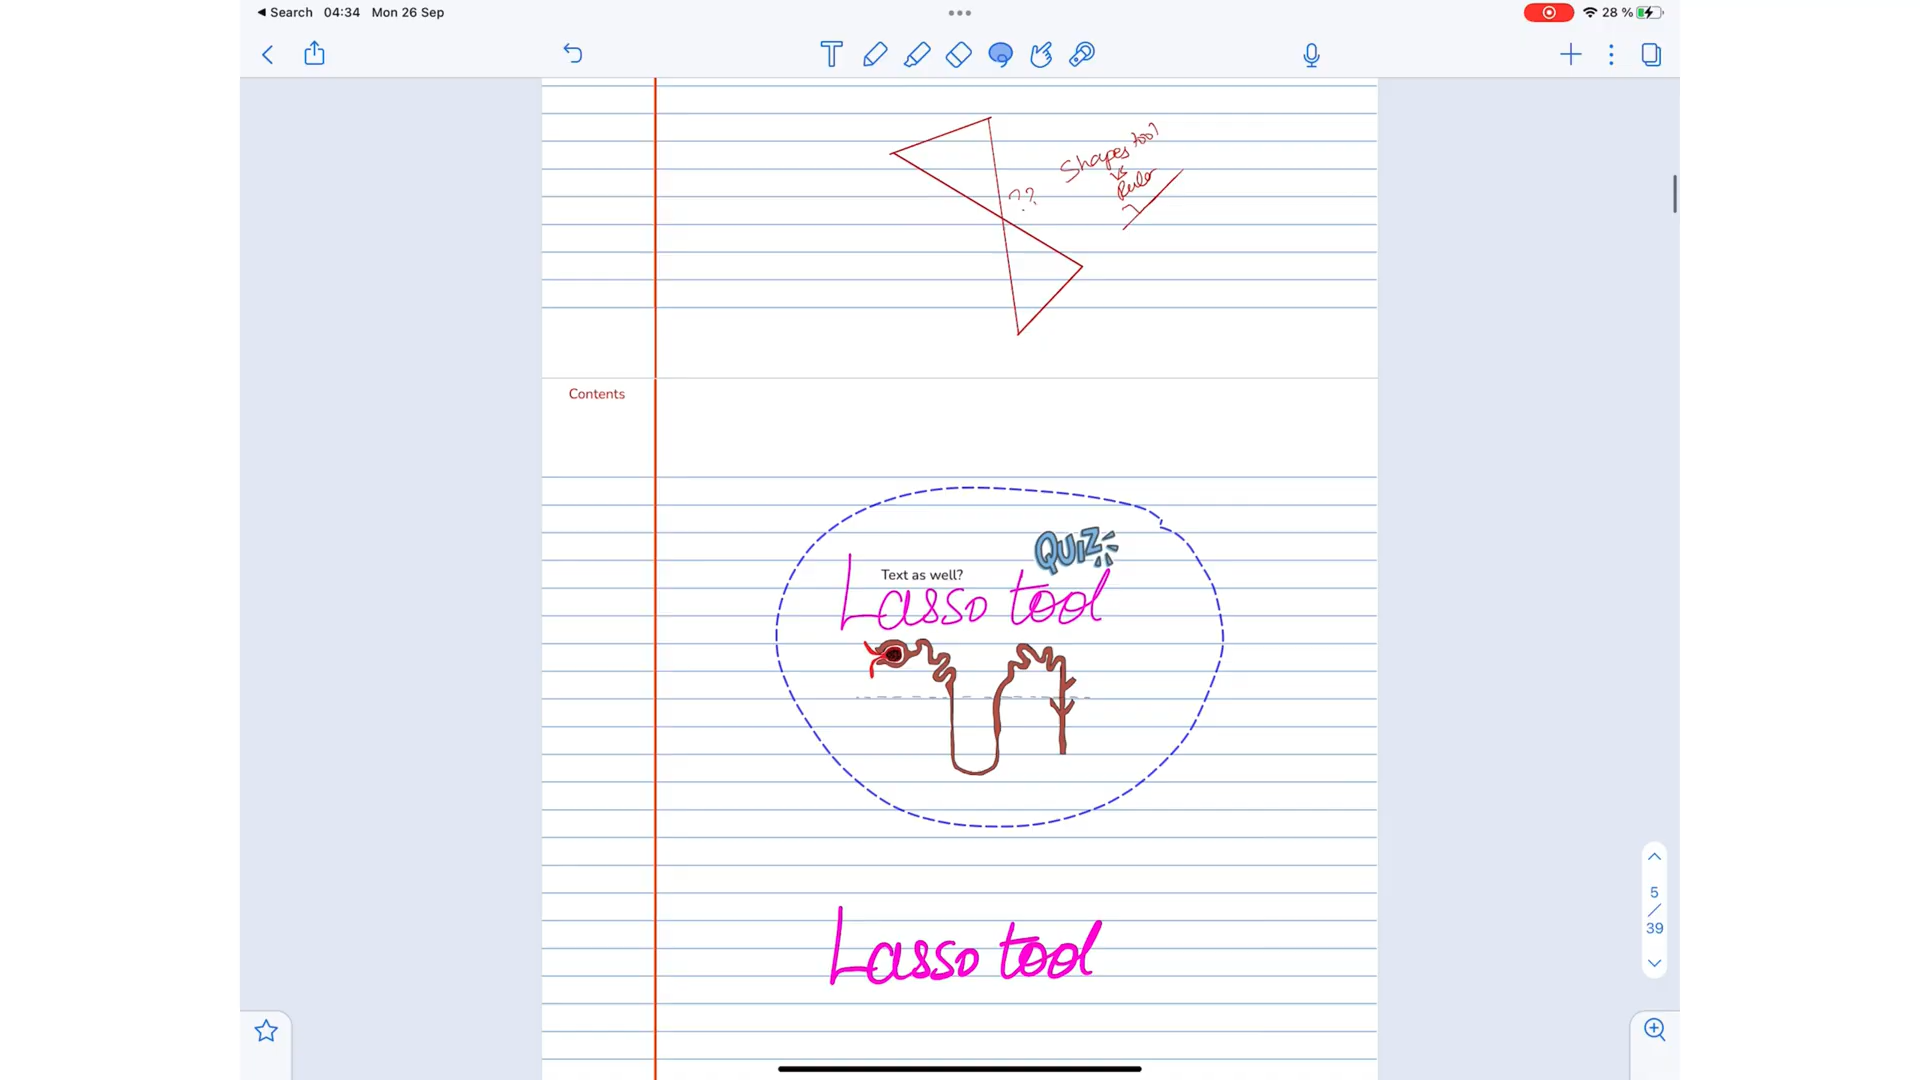 Search 04:34 Mon 26 Sep
28 %
Shapes tool
vs
Ruler
??
Contents
QUIZ
Text as well?
Lasso tool
5
39
Lasso tool